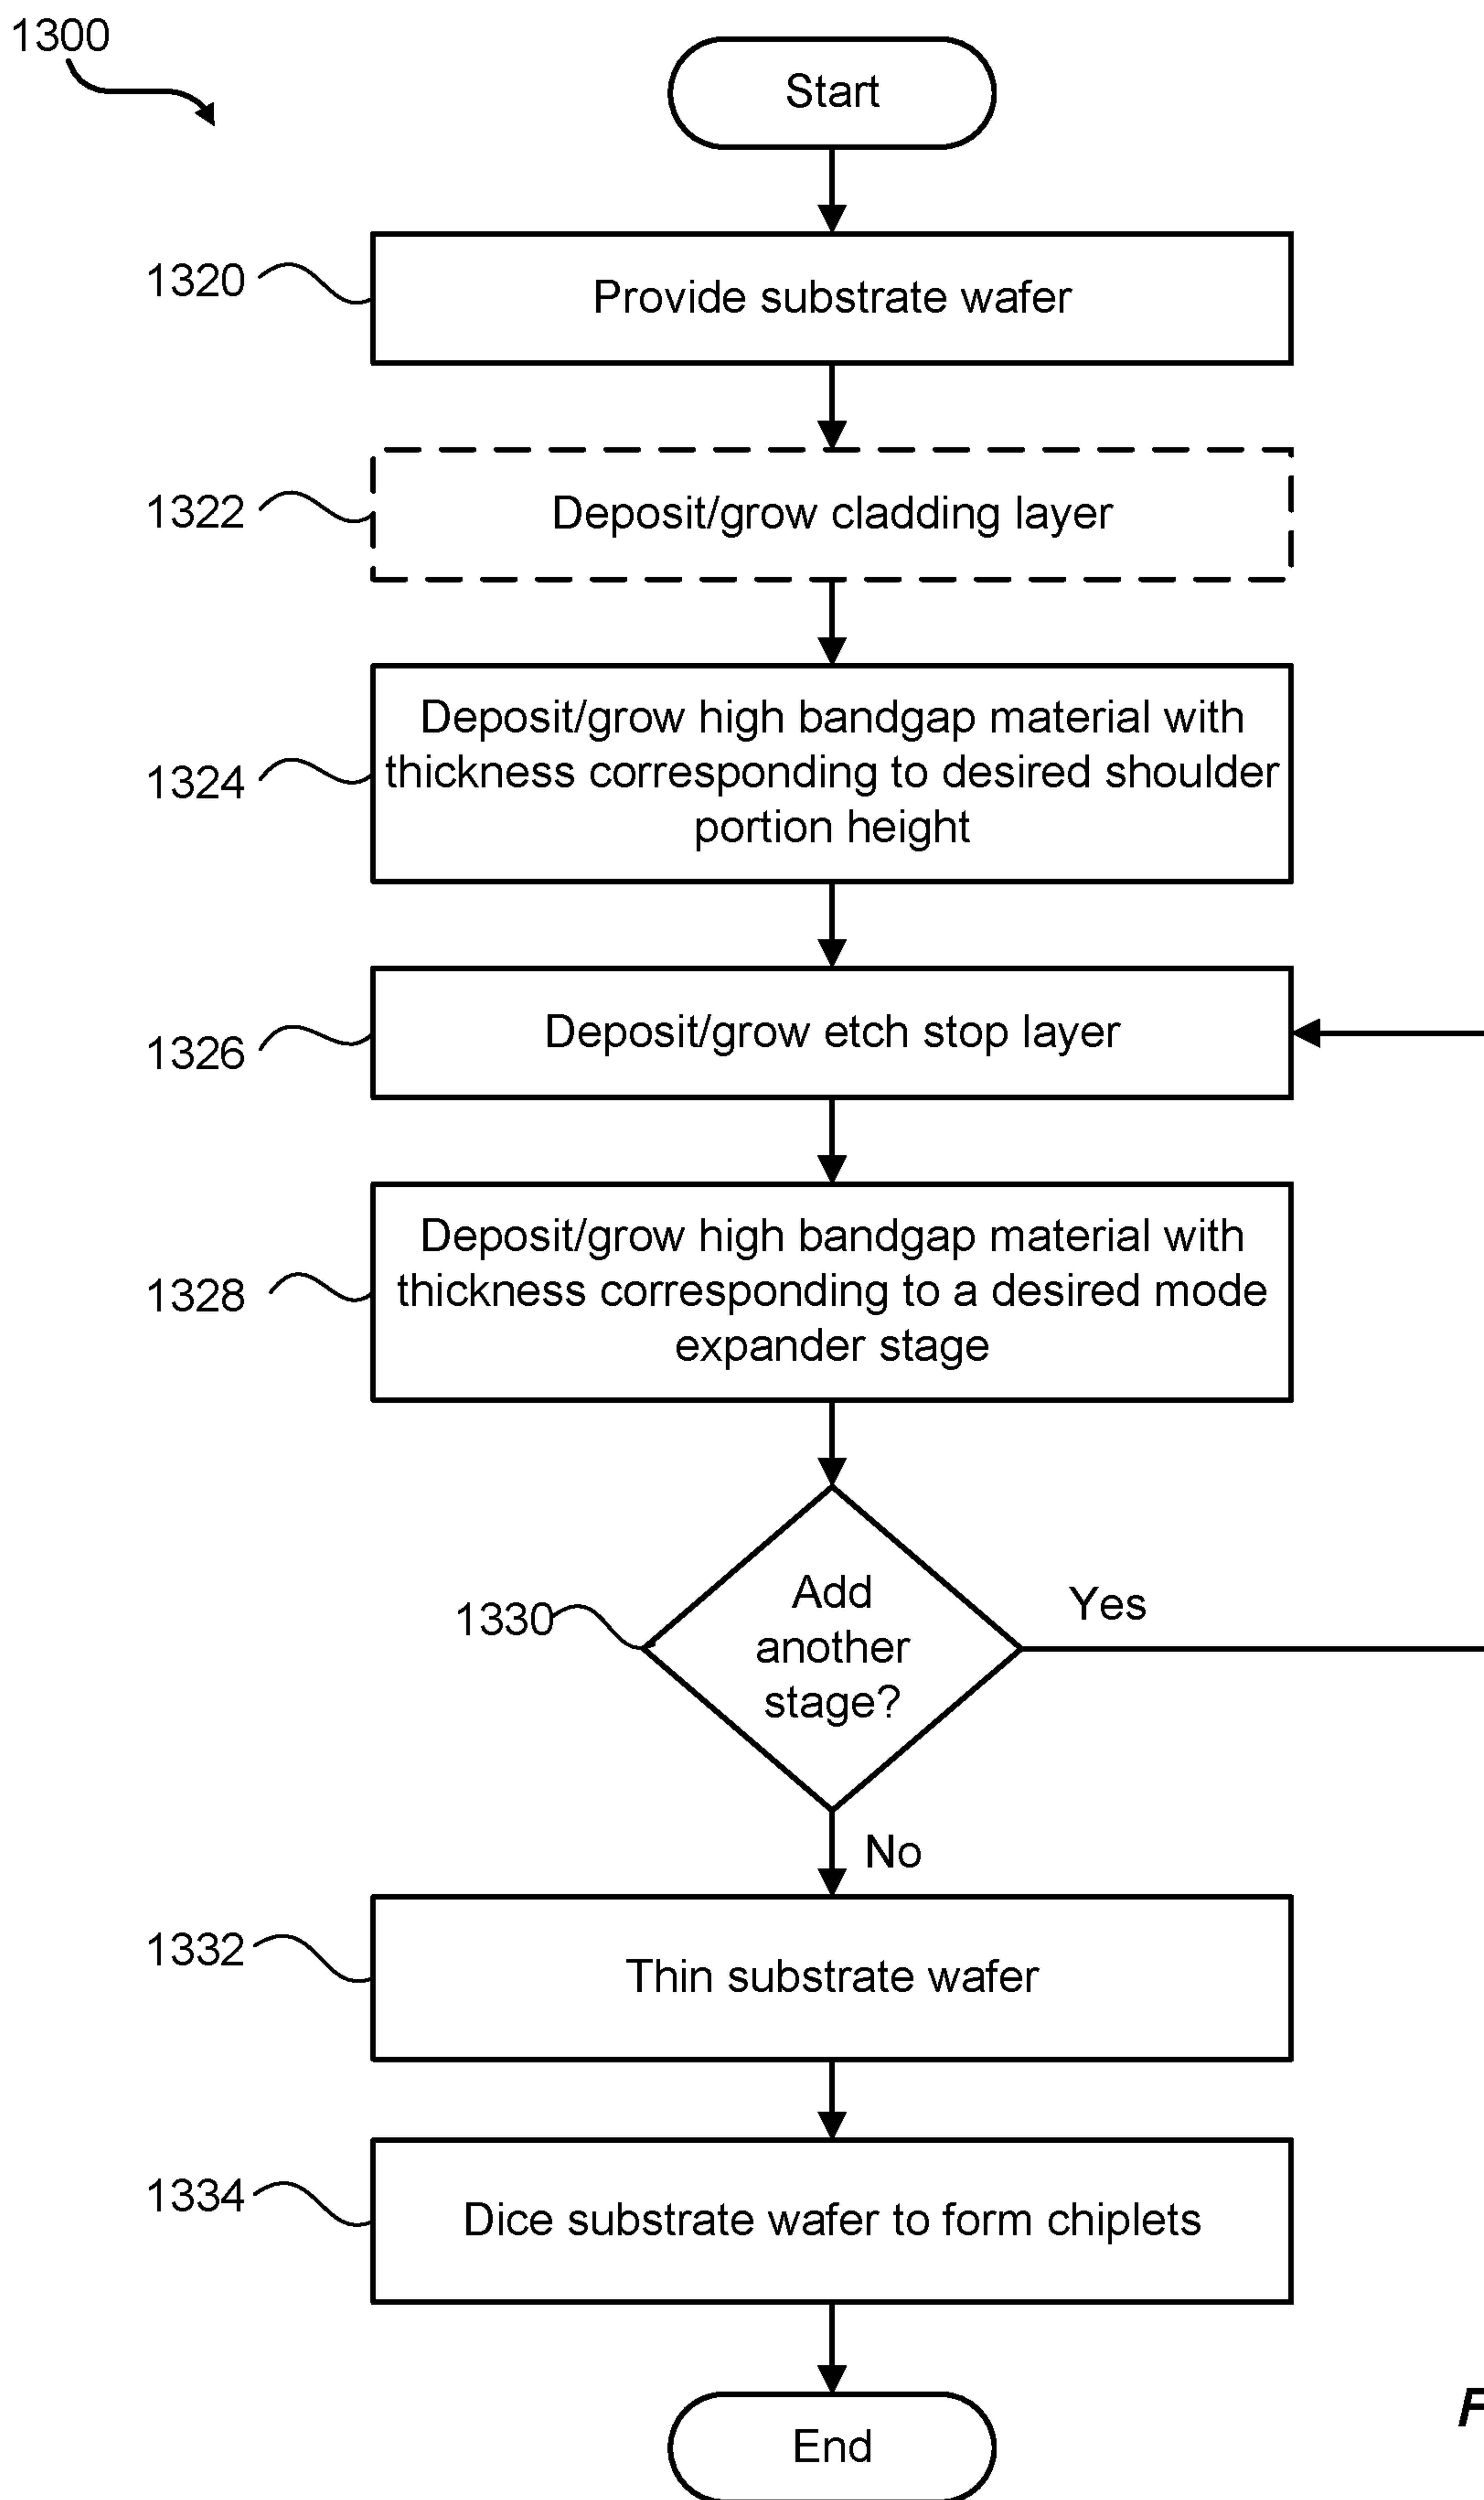 1300
Start
1320
Provide substrate wafer
1322
Deposit/grow cladding layer
1324
Deposit/grow high bandgap material with
thickness corresponding to desired shoulder
portion height
1326
Deposit/grow etch stop layer
1328
Deposit/grow high bandgap material with
thickness corresponding to a desired mode
expander stage
1330
Add
another
stage?
Yes
No
1332
Thin substrate wafer
1334
Dice substrate wafer to form chiplets
End